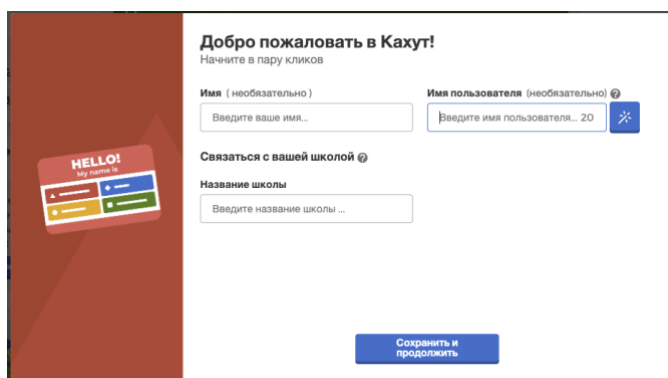 Добро пожаловать в Кахут!
Начните в пару кликов
Имя ( необязательно )
Имя пользователя (необязательно)
Введите ваше имя...
Введите имя пользователя... 20
HELLO!
My name is
Связаться с вашей школой
Название школы
Введите название школы ...
Сохранить и
продолжить